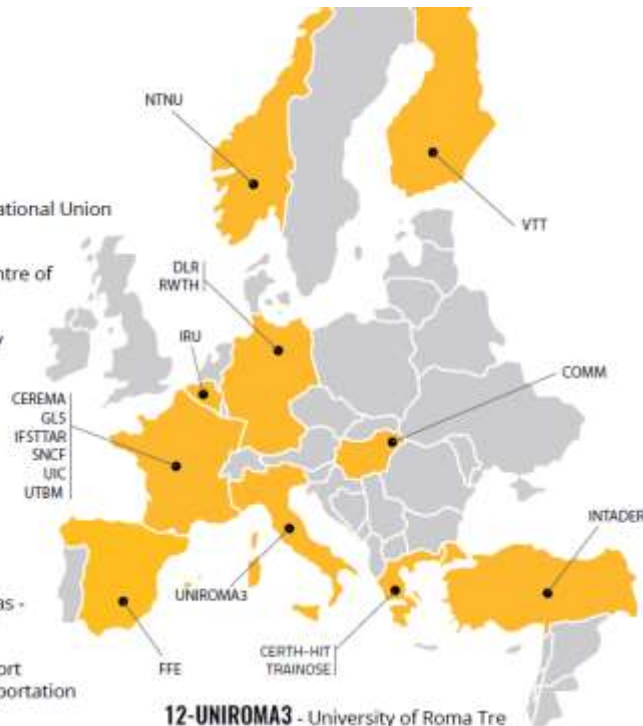 NTNU
ational Union
VTT
ntre of
DLR
RWTH
y
IRU
COMM
CEREMA
GLS
IFSTTAR
SNCF
UIC
UTBM
INTADER
UNIROMA3
as -
CERTH-HIT
TRAINOSE
FFE
ort
portation
12-UNIROMA3 - University of Roma Tre